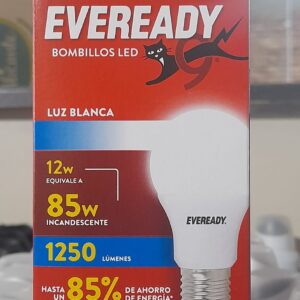 EVEREADY
BOMBILLOS LED
9
LUZ BLANCA
12w
EQUIVALE A
85w
INCANDESCENTE
EVEREADY
1250 LÚMENES
HASTA UN 85% DE AHORRO DE ENERGÍA*